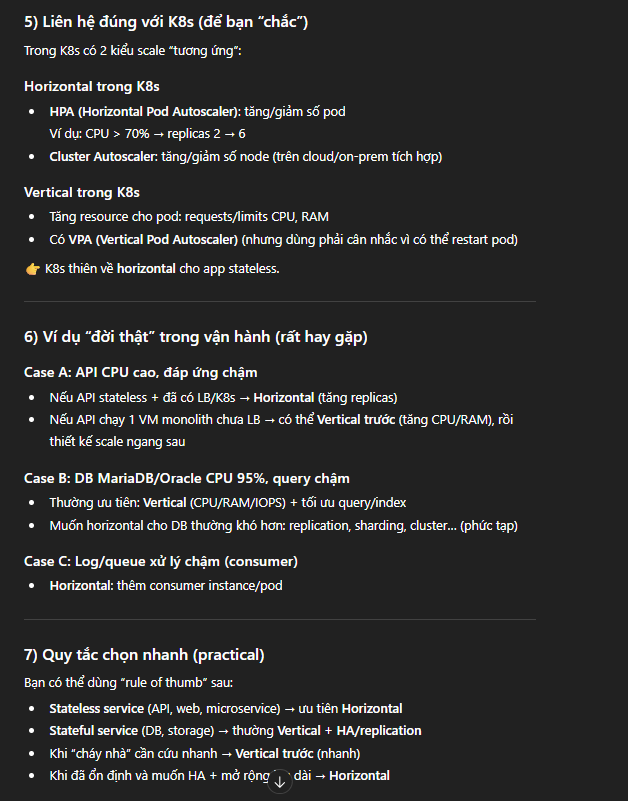 5) Liên hệ đúng với K8s (để bạn “chắc”)
Trong K8s có 2 kiểu scale “tương ứng”:
Horizontal trong K8s
• HPA (Horizontal Pod Autoscaler): tăng/giảm số pod
Ví dụ: CPU > 70% → replicas 2 → 6
• Cluster Autoscaler: tăng/giảm số node (trên cloud/on-prem tích hợp)
Vertical trong K8s
• Tăng resource cho pod: requests/limits CPU, RAM
• Có VPA (Vertical Pod Autoscaler) (nhưng dùng phải cân nhắc vì có thể restart pod)
👉 K8s thiên về horizontal cho app stateless.
6) Ví dụ “đời thật” trong vận hành (rất hay gặp)
Case A: API CPU cao, đáp ứng chậm
• Nếu API stateless + đã có LB/K8s → Horizontal (tăng replicas)
• Nếu API chạy 1 VM monolith chưa LB → có thể Vertical trước (tăng CPU/RAM), rồi
thiết kế scale ngang sau
Case B: DB MariaDB/Oracle CPU 95%, query chậm
• Thường ưu tiên: Vertical (CPU/RAM/IOPS) + tối ưu query/index
• Muốn horizontal cho DB thường khó hơn: replication, sharding, cluster… (phức tạp)
Case C: Log/queue xử lý chậm (consumer)
• Horizontal: thêm consumer instance/pod
7) Quy tắc chọn nhanh (practical)
Bạn có thể dùng “rule of thumb” sau:
• Stateless service (API, web, microservice) → ưu tiên Horizontal
• Stateful service (DB, storage) → thường Vertical + HA/replication
• Khi “cháy nhà” cần cứu nhanh → Vertical trước (nhanh)
• Khi đã ổn định và muốn HA + mở rộng dài → Horizontal